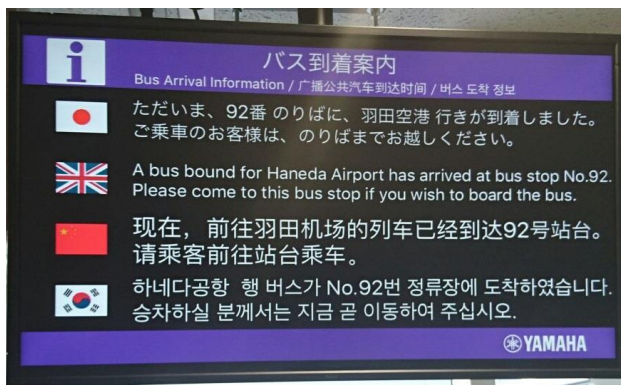 i
バス到着案内
Bus Arrival Information / 广播公共汽车到达时间 / 버스 도착 정보
ただいま、92番 のりばに、羽田空港 行きが到着しました。
ご乗車のお客様は、のりばまでお越しください。
A bus bound for Haneda Airport has arrived at bus stop No.92.
Please come to this bus stop if you wish to board the bus.
现在，前往羽田机场的列车已经到达92号站台。
请乘客前往站台乘车。
하네다공항 행 버스가 No.92번 정류장에 도착하였습니다.
승차하실 분께서는 지금 곧 이동하여 주십시오.
YAMAHA